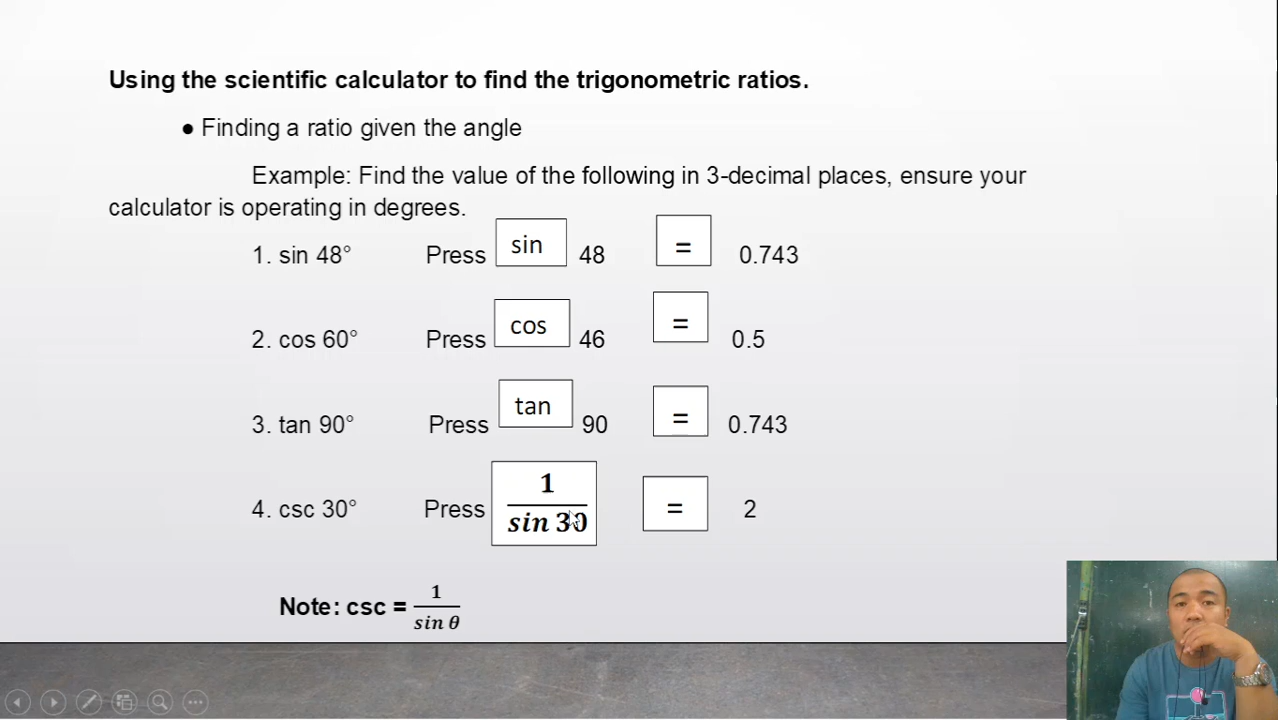 Using the scientific calculator to find the trigonometric ratios.
● Finding a ratio given the angle
Example: Find the value of the following in 3-decimal places, ensure your
calculator is operating in degrees.
1. sin 48° Press sin 48 = 0.743
2. cos 60° Press cos 46 = 0.5
3. tan 90° Press tan 90 = 0.743
4. csc 30° Press 1/sin 30 = 2
Note: csc = 1/sin θ